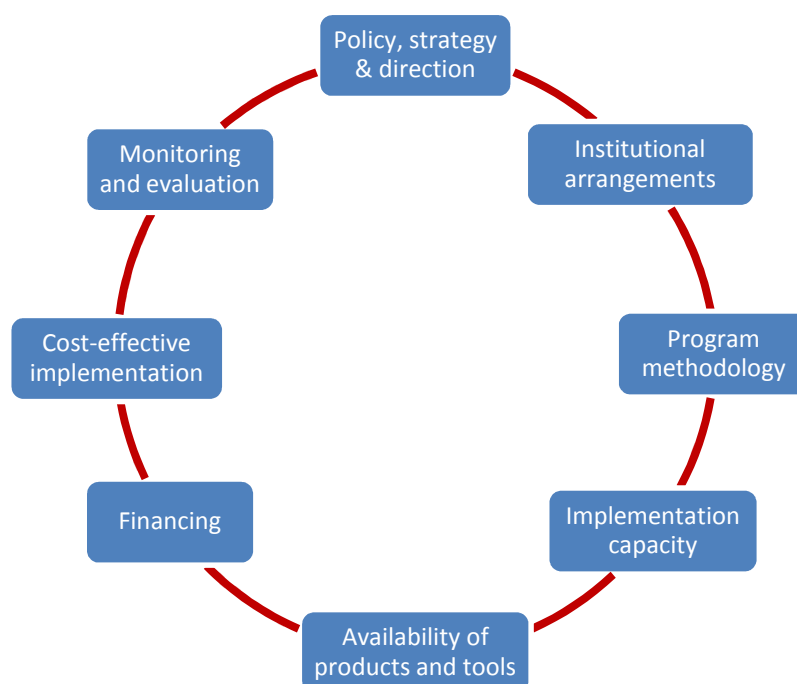 Policy, strategy
& direction
Institutional
arrangements
Program
methodology
Implementation
capacity
Availability of
products and tools
Financing
Cost-effective
implementation
Monitoring
and evaluation